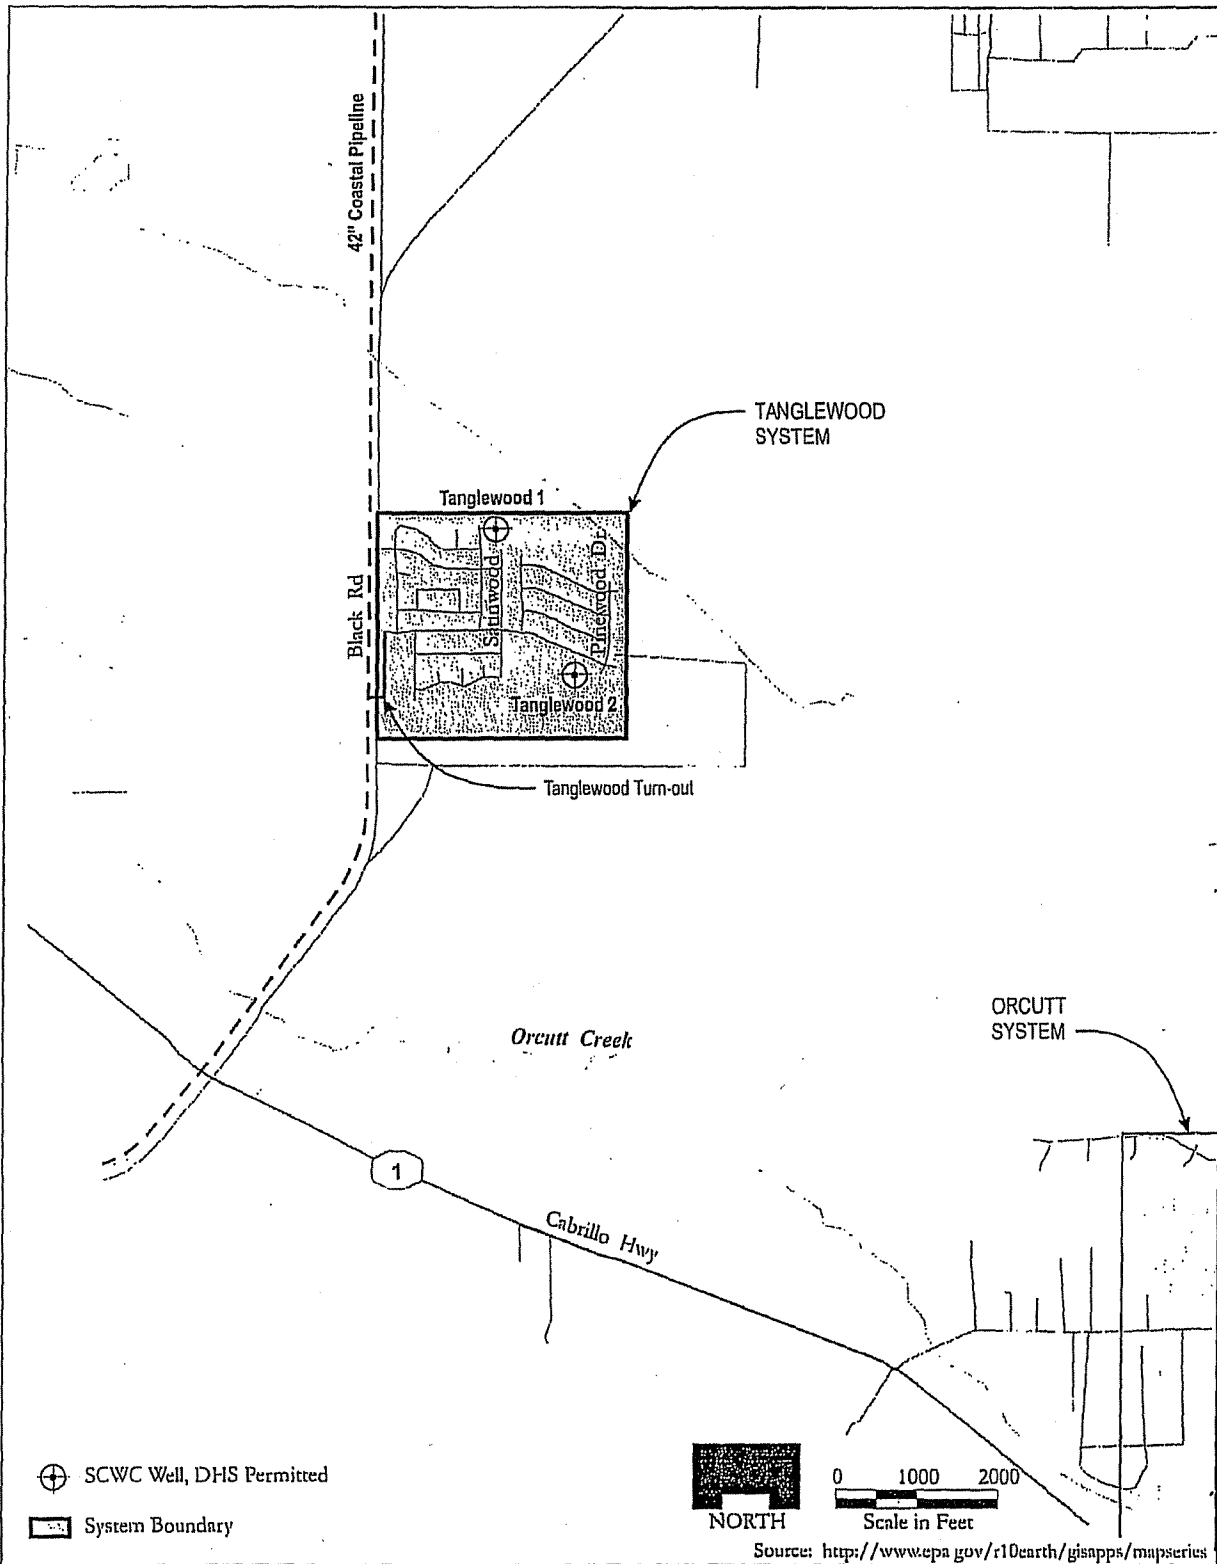 42" Coastal Pipeline
TANGLEWOOD
SYSTEM
Tanglewood 1
Black Rd
Satinwood
Pinewood Dr
Tanglewood 2
Tanglewood Turn-out
Orcutt Creek
ORCUTT
SYSTEM
1
Cabrillo Hwy
SCWC Well, DHS Permitted
System Boundary
NORTH
0 1000 2000
Scale in Feet
Source: http://www.epa.gov/r10earth/gisapps/mapseries